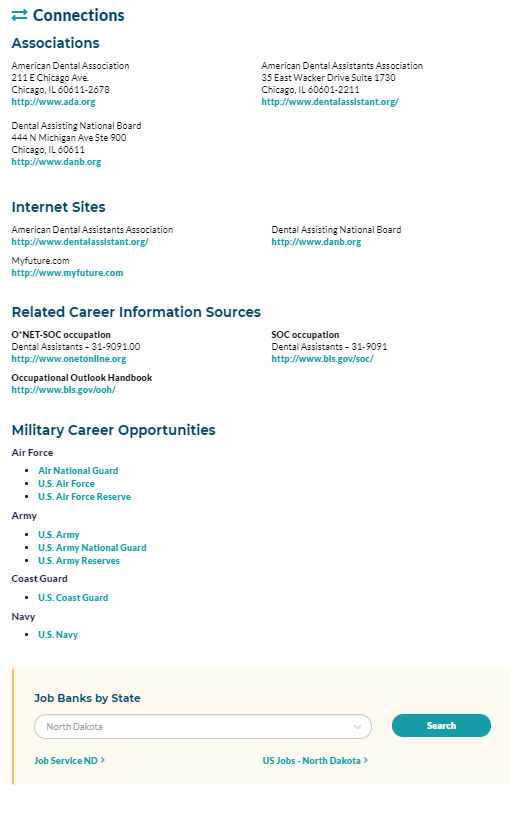 Connections
Associations
American Dental Association
211 E Chicago Ave.
Chicago, IL 60611-2678
http://www.ada.org
American Dental Assistants Association
35 East Wacker Drive Suite 1730
Chicago, IL 60601-2211
http://www.dentalassistant.org/
Dental Assisting National Board
444 N Michigan Ave Ste 900
Chicago, IL 60611
http://www.danb.org
Internet Sites
American Dental Assistants Association
http://www.dentalassistant.org/
Dental Assisting National Board
http://www.danb.org
Myfuture.com
http://www.myfuture.com
Related Career Information Sources
O*NET-SOC occupation
Dental Assistants – 31-9091.00
http://www.onetonline.org
SOC occupation
Dental Assistants – 31-9091
http://www.bls.gov/soc/
Occupational Outlook Handbook
http://www.bls.gov/ooh/
Military Career Opportunities
Air Force
Air National Guard
U.S. Air Force
U.S. Air Force Reserve
Army
U.S. Army
U.S. Army National Guard
U.S. Army Reserves
Coast Guard
U.S. Coast Guard
Navy
U.S. Navy
Job Banks by State
North Dakota
Search
Job Service ND >
US Jobs - North Dakota >